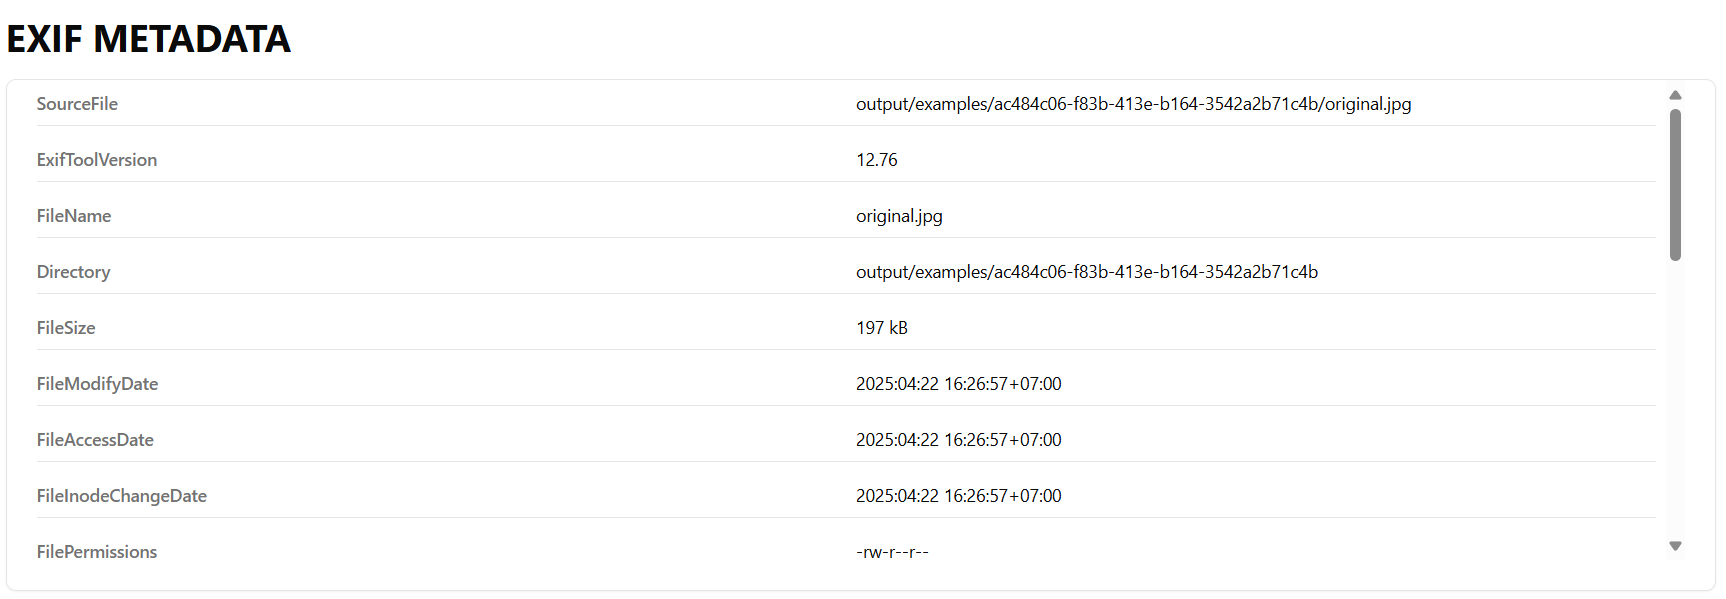 EXIF METADATA
SourceFile output/examples/ac484c06-f83b-413e-b164-3542a2b71c4b/original.jpg
ExifToolVersion 12.76
FileName original.jpg
Directory output/examples/ac484c06-f83b-413e-b164-3542a2b71c4b
FileSize 197 kB
FileModifyDate 2025:04:22 16:26:57+07:00
FileAccessDate 2025:04:22 16:26:57+07:00
FileInodeChangeDate 2025:04:22 16:26:57+07:00
FilePermissions -rw-r--r--